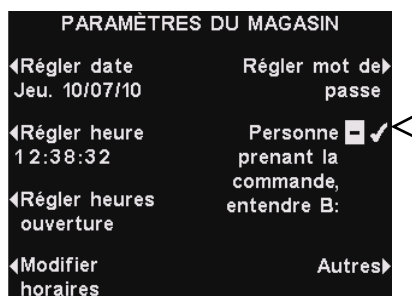 PARAMÈTRES DU MAGASIN
Régler date
Jeu. 10/07/10
Régler heure
12:38:32
Régler heures
ouverture
Modifier
horaires
Régler mot de
passe
Personne
prenant la
commande,
entendre B:
Autres